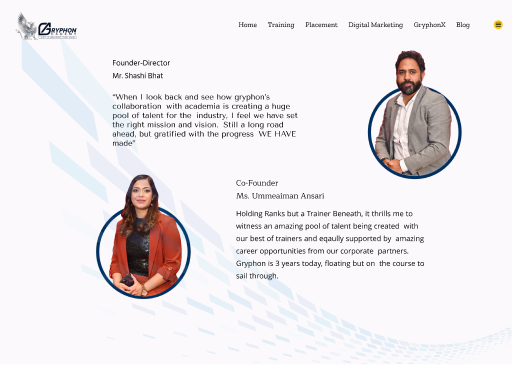 GRYPHON
ACADEMY
Home Training Placement Digital Marketing GryphonX Blog
Founder-Director
Mr. Shashi Bhat
“When I look back and see how gryphon's
collaboration with academia is creating a huge
pool of talent for the industry, I feel we have set
the right mission and vision. Still a long road
ahead, but gratified with the progress WE HAVE
made”
Co-Founder
Ms. Ummeaiman Ansari
Holding Ranks but a Trainer Beneath, It thrills me to
witness an amazing pool of talent being created with
our best of trainers and eqaully supported by amazing
career opportunities from our corporate partners.
Gryphon is 3 years today, floating but on the course to
sail through.